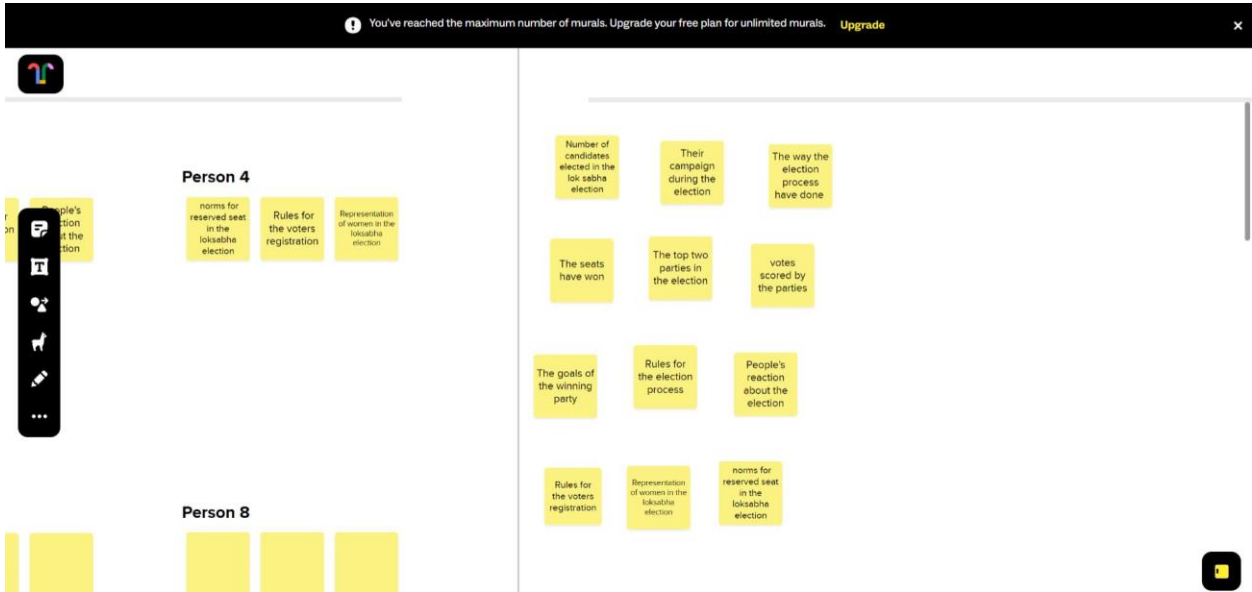 You've reached the maximum number of murals. Upgrade your free plan for unlimited murals. Upgrade
Person 4
People's
about the
norms for
reserved seat
in the
loksabha
election
Rules for
the voters
registration
Representation
of women in the
loksabha
election
Person 8
Number of
candidates
elected in the
lok sabha
election
Their
campaign
during the
election
The way the
election
process
have done
The seats
have won
The top two
parties in
the election
votes
scored by
the parties
The goals of
the winning
party
Rules for
the election
process
People's
reaction
about the
election
Rules for
the voters
registration
Representation
of women in the
loksabha
election
norms for
reserved seat
in the
loksabha
election